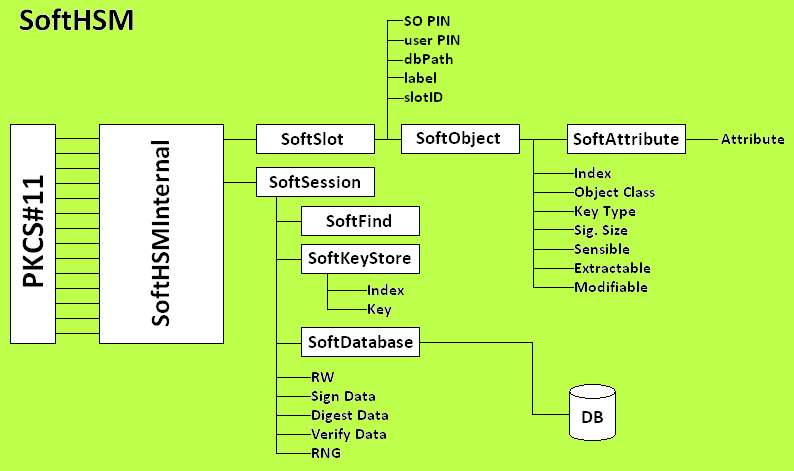 SoftHSM
SO PIN
user PIN
dbPath
label
slotID
PKCS#11
SoftHSMInternal
SoftSlot
SoftObject
SoftAttribute
Attribute
Index
Object Class
Key Type
Sig. Size
Sensible
Extractable
Modifiable
SoftSession
SoftFind
SoftKeyStore
Index
Key
SoftDatabase
RW
Sign Data
Digest Data
Verify Data
RNG
DB